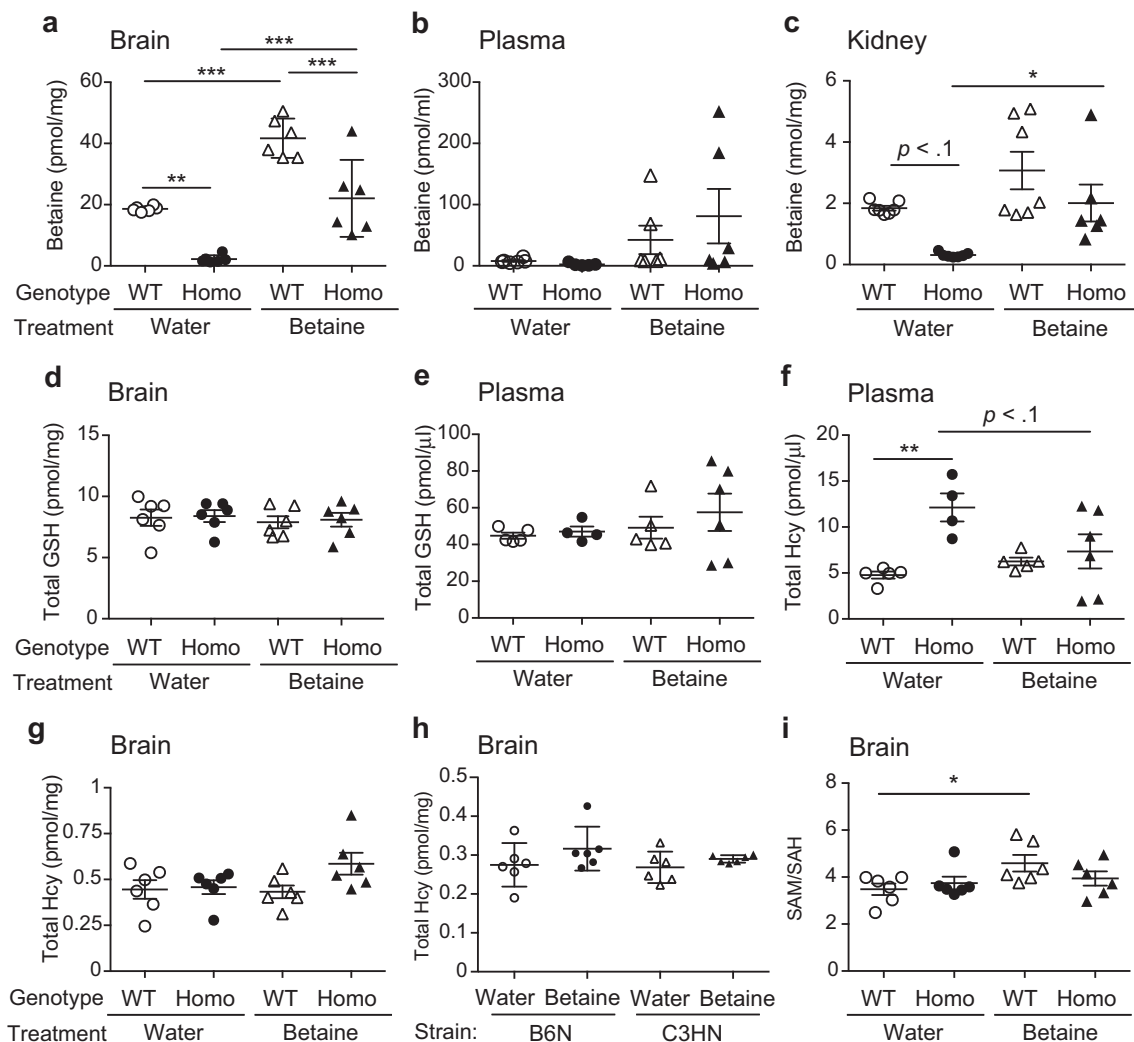 a Brain
Betaine (pmol/mg)
60
40
20
0
***
***
***
**
Genotype WT Homo WT Homo
Treatment Water Betaine
b Plasma
Betaine (pmol/ml)
300
200
100
0
WT Homo WT Homo
Water Betaine
c Kidney
Betaine (nmol/mg)
6
4
2
0
*
p < .1
WT Homo WT Homo
Water Betaine
d Brain
Total GSH (pmol/mg)
15
10
5
0
Genotype WT Homo WT Homo
Treatment Water Betaine
e Plasma
Total GSH (pmol/μl)
100
80
60
40
20
0
WT Homo WT Homo
Water Betaine
f Plasma
Total Hcy (pmol/μl)
20
15
10
5
0
p < .1
**
WT Homo WT Homo
Water Betaine
g Brain
Total Hcy (pmol/mg)
1
0.75
0.5
0.25
0
Genotype WT Homo WT Homo
Treatment Water Betaine
h Brain
Total Hcy (pmol/mg)
0.5
0.4
0.3
0.2
0.1
0
Water Betaine Water Betaine
Strain: B6N C3HN
i Brain
SAM/SAH
8
6
4
2
0
*
WT Homo WT Homo
Water Betaine